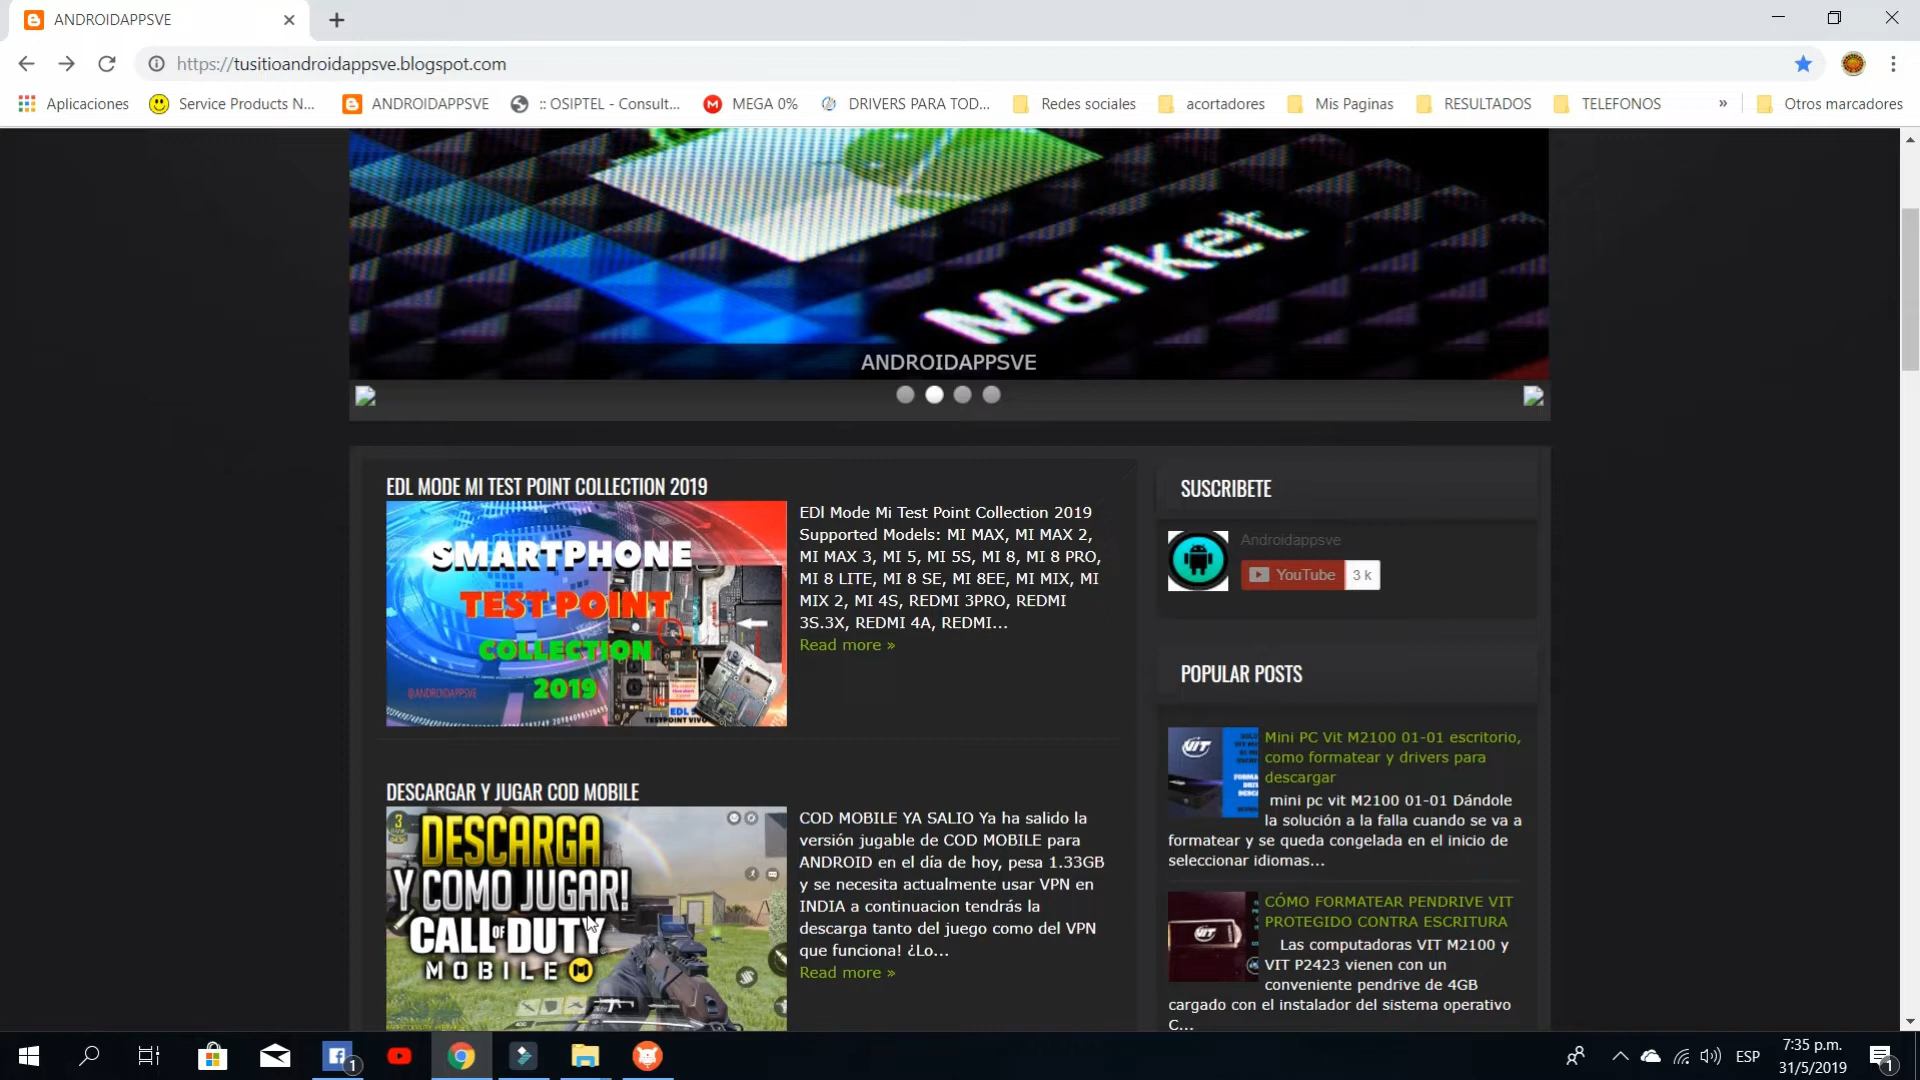 ANDROIDAPPSVE
https://tusitioandroidappsve.blogspot.com
Aplicaciones
Service Products N...
ANDROIDAPPSVE
:: OSIPTEL - Consult...
MEGA 0%
DRIVERS PARA TOD...
Redes sociales
acortadores
Mis Paginas
RESULTADOS
TELEFONOS
»
Otros marcadores
Market
ANDROIDAPPSVE
EDL MODE MI TEST POINT COLLECTION 2019
SMARTPHONE
TEST POINT
COLLECTION
2019
@ANDROIDAPPSVE
EDL 9
TESTPOINT VIVO
EDl Mode Mi Test Point Collection 2019
Supported Models: MI MAX, MI MAX 2,
MI MAX 3, MI 5, MI 5S, MI 8, MI 8 PRO,
MI 8 LITE, MI 8 SE, MI 8EE, MI MIX, MI
MIX 2, MI 4S, REDMI 3PRO, REDMI
3S.3X, REDMI 4A, REDMI...
Read more »
DESCARGAR Y JUGAR COD MOBILE
DESCARGA
Y COMO JUGAR!
CALL OF DUTY
MOBILE
COD MOBILE YA SALIO Ya ha salido la
versión jugable de COD MOBILE para
ANDROID en el día de hoy, pesa 1.33GB
y se necesita actualmente usar VPN en
INDIA a continuacion tendrás la
descarga tanto del juego como del VPN
que funciona! ¿Lo...
Read more »
SUSCRIBETE
Androidappsve
YouTube 3 k
POPULAR POSTS
VIT
Mini PC Vit M2100 01-01 escritorio,
como formatear y drivers para
descargar
mini pc vit M2100 01-01 Dándole
la solución a la falla cuando se va a
formatear y se queda congelada en el inicio de
seleccionar idiomas...
VIT
CÓMO FORMATEAR PENDRIVE VIT
PROTEGIDO CONTRA ESCRITURA
Las computadoras VIT M2100 y
VIT P2423 vienen con un
conveniente pendrive de 4GB
cargado con el instalador del sistema operativo
C...
1
ESP
7:35 p.m.
31/5/2019
1